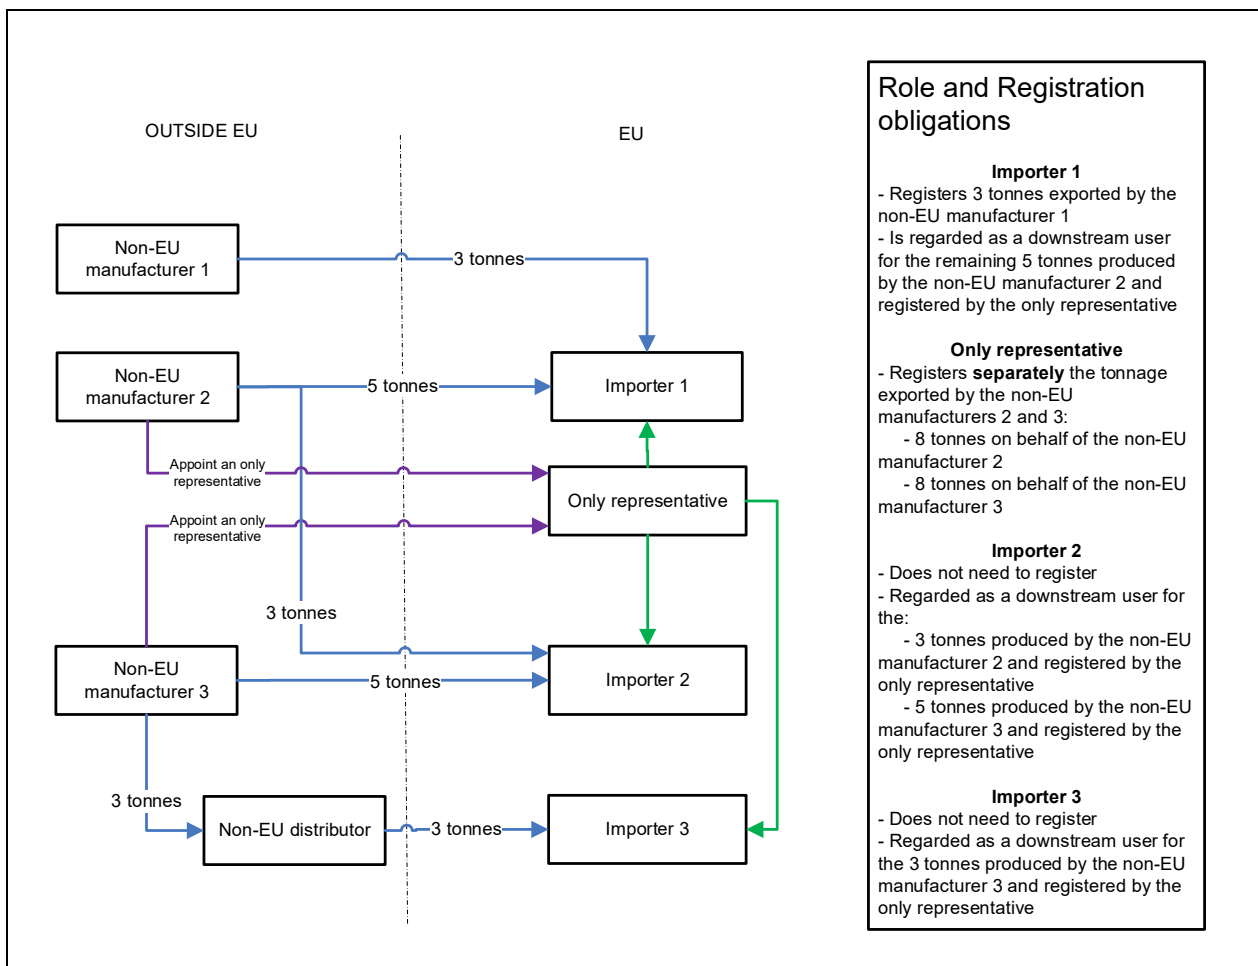 OUTSIDE EU
EU
Non-EU
manufacturer 1
3 tonnes
Non-EU
manufacturer 2
5 tonnes
Importer 1
Appoint an only
representative
Only representative
Appoint an only
representative
3 tonnes
Non-EU
manufacturer 3
5 tonnes
Importer 2
3 tonnes
Non-EU distributor
3 tonnes
Importer 3
Role and Registration
obligations
Importer 1
- Registers 3 tonnes exported by the
non-EU manufacturer 1
- Is regarded as a downstream user
for the remaining 5 tonnes produced
by the non-EU manufacturer 2 and
registered by the only representative
Only representative
- Registers separately the tonnage
exported by the non-EU
manufacturers 2 and 3:
- 8 tonnes on behalf of the non-EU
manufacturer 2
- 8 tonnes on behalf of the non-EU
manufacturer 3
Importer 2
- Does not need to register
- Regarded as a downstream user for
the:
- 3 tonnes produced by the non-EU
manufacturer 2 and registered by the
only representative
- 5 tonnes produced by the non-EU
manufacturer 3 and registered by the
only representative
Importer 3
- Does not need to register
- Regarded as a downstream user for
the 3 tonnes produced by the non-EU
manufacturer 3 and registered by the
only representative